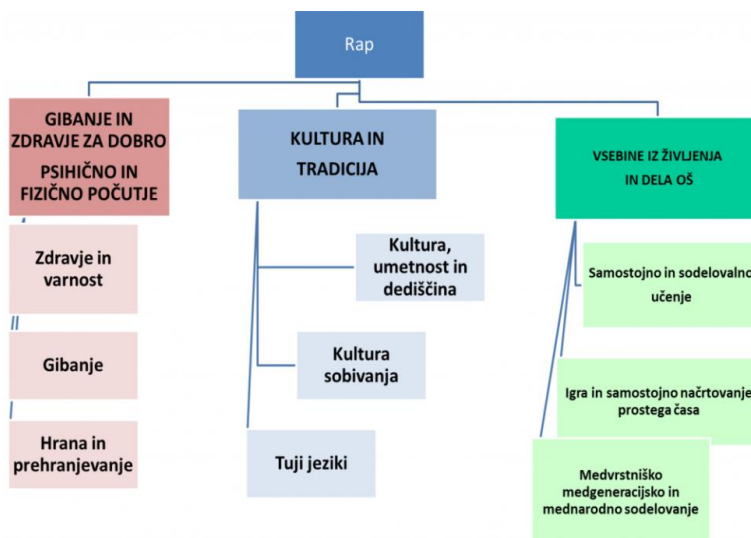 Rap
GIBANJE IN
ZDRAVJE ZA DOBRO
PSIHIČNO IN
FIZIČNO POČUTJE
Zdravje in
varnost
Gibanje
Hrana in
prehranjevanje
KULTURA IN
TRADICIJA
Kultura,
umetnost in
dediščina
Kultura
sobivanja
Tuji jeziki
VSEBINE IZ ŽIVLJENJA
IN DELA OŠ
Samostojno in sodelovalno
učenje
Igra in samostojno načrtovanje
prostega časa
Medvrstniško
medgeneracijsko in
mednarodno sodelovanje